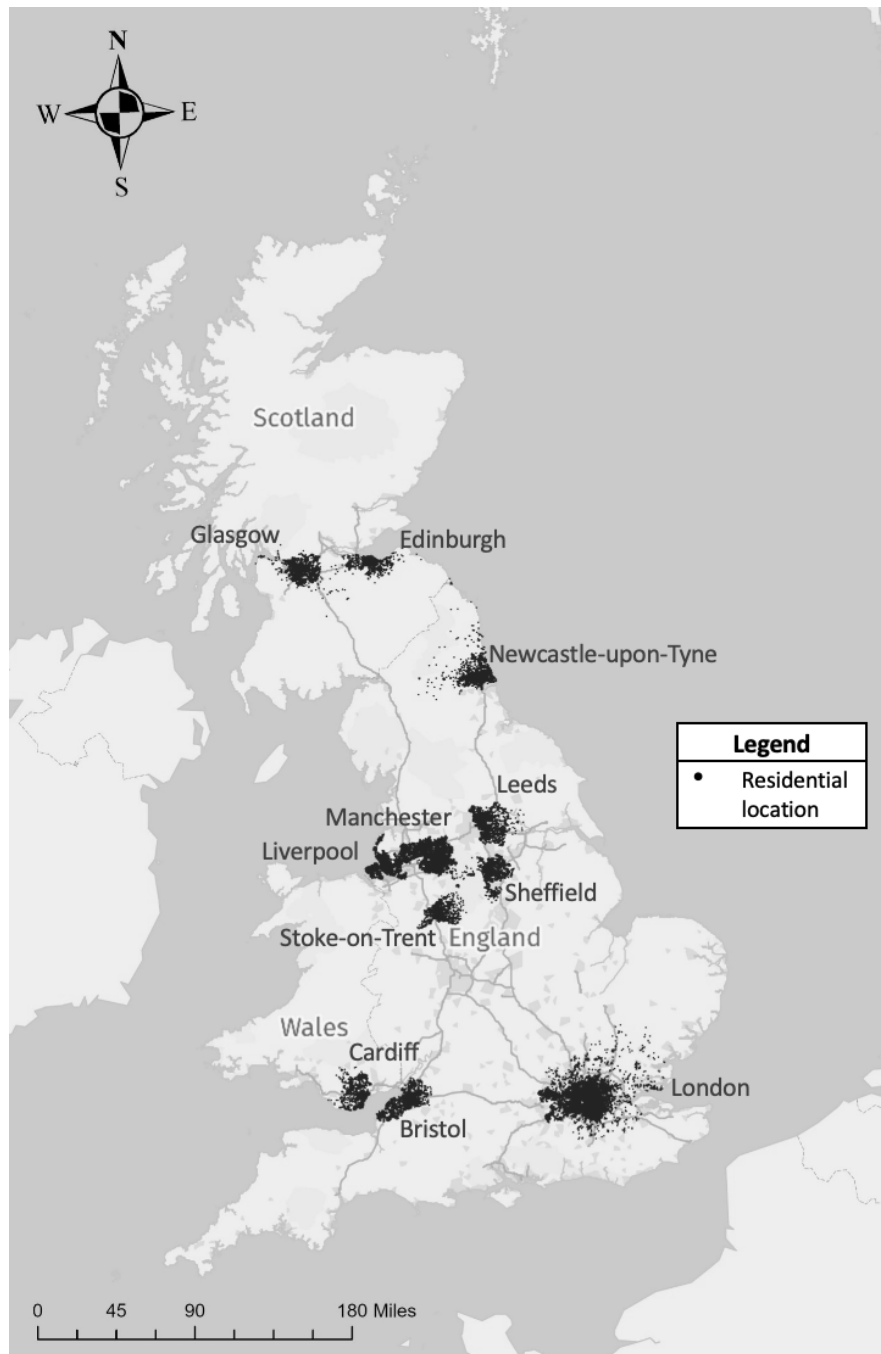 N
W
E
S
Scotland
Glasgow
Edinburgh
Newcastle-upon-Tyne
Legend
Residential
location
Leeds
Manchester
Liverpool
Sheffield
Stoke-on-Trent
England
Wales
Cardiff
London
Bristol
0 45 90 180 Miles